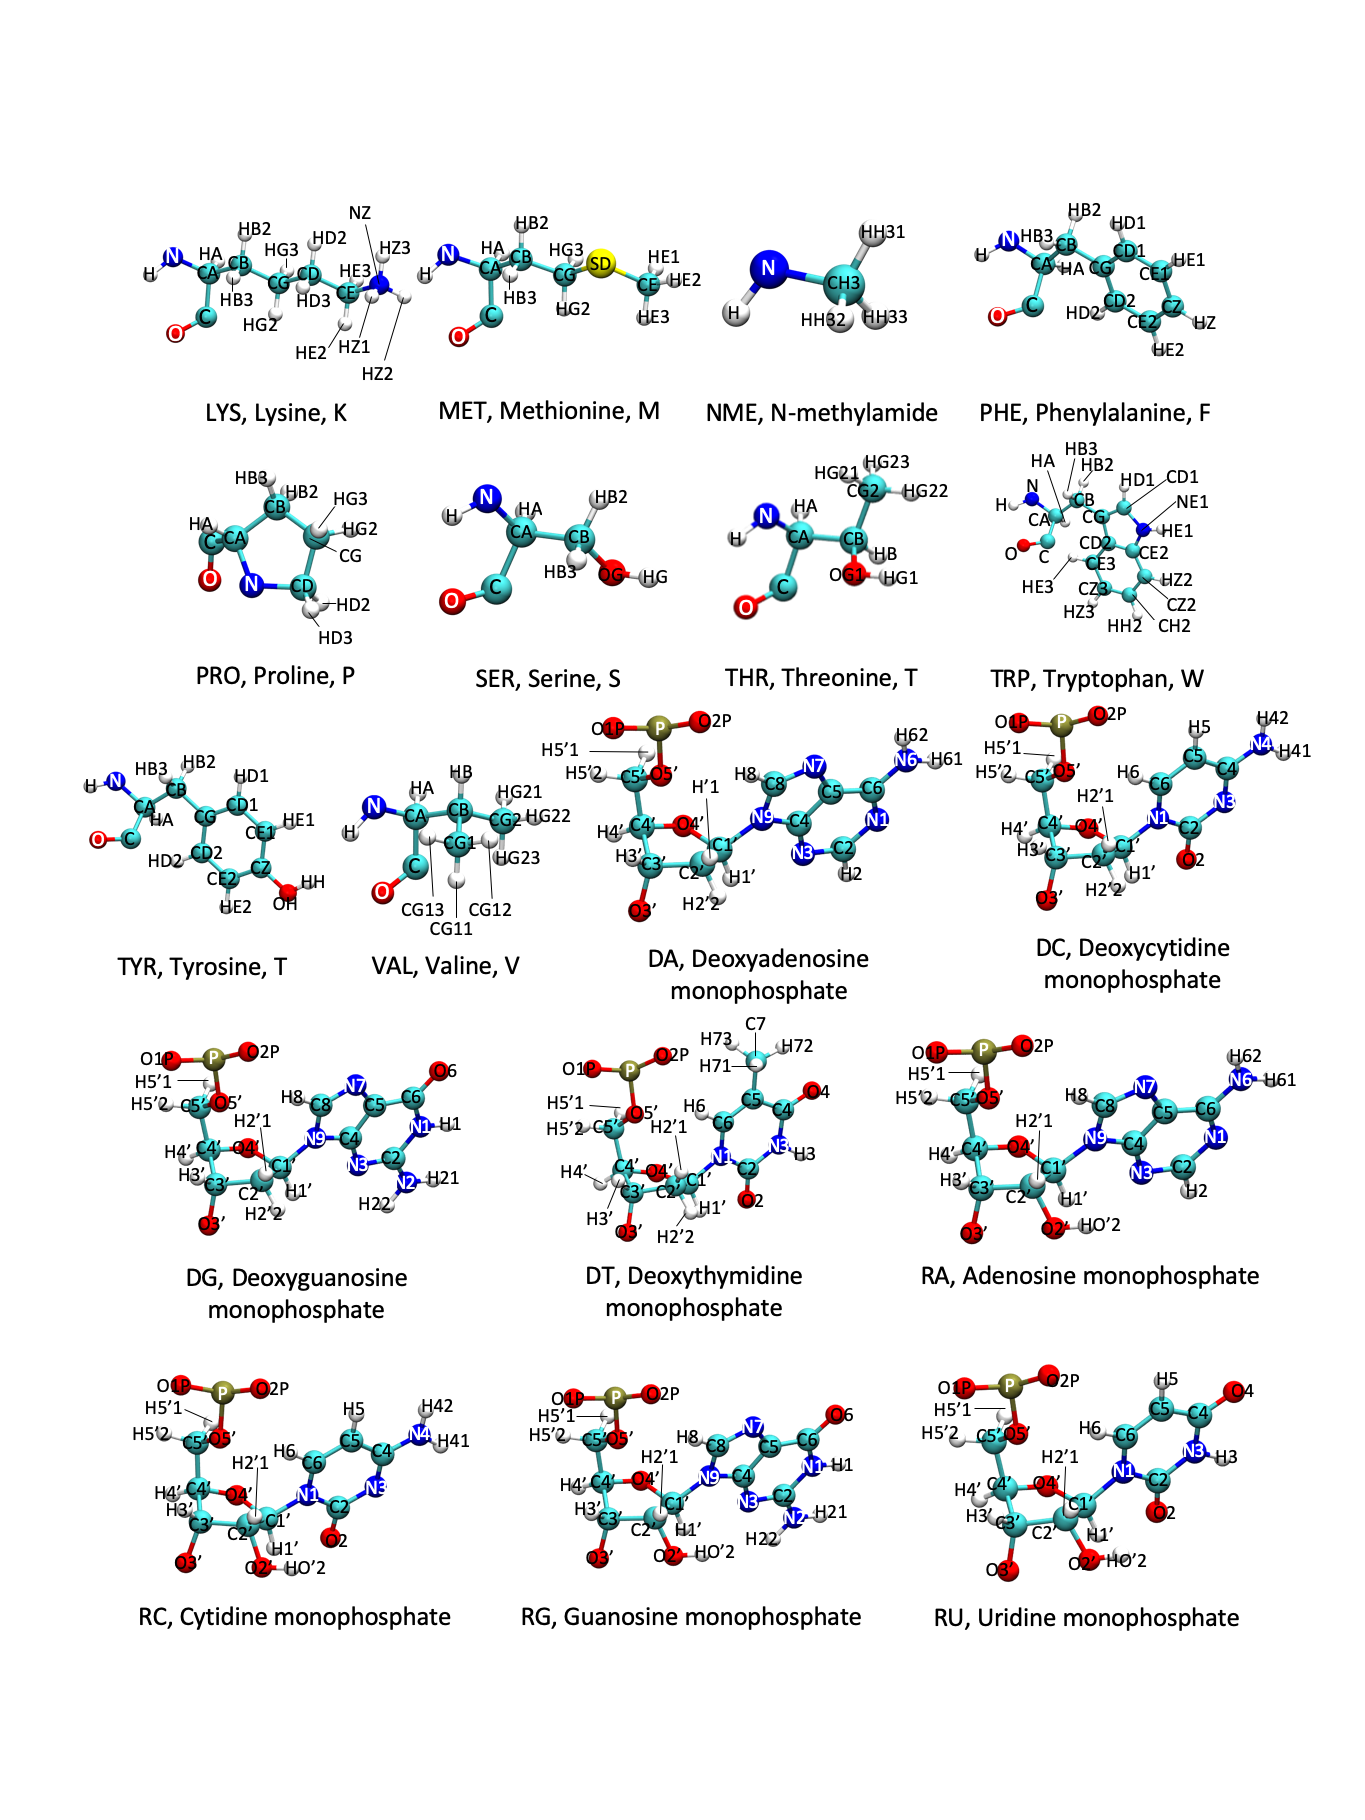 NZ
HB2
HG3
HD2
HZ3
N
HA
CB
CD
HE3
H
CA
CG
CE
HB3
HD3
C
HG2
O
HE2
HZ1
HZ2
LYS, Lysine, K
HB2
N
HA
CB
HG3
SD
HE1
H
CA
CG
CE
HE2
HB3
HG2
HE3
C
O
MET, Methionine, M
HH31
N
CH3
H
HH32
HH33
NME, N-methylamide
HB2
HD1
N
HB3
CB
CD1
H
CA
HA
CG
CE1
HE1
CD2
C
HD2
CE2
CZ
HZ
O
HE2
PHE, Phenylalanine, F
HB3
HB2
HG3
CB
HA
HG2
C
CA
CG
O
N
CD
HD2
HD3
PRO, Proline, P
N
HB2
H
HA
CA
CB
HB3
OG
HG
C
O
SER, Serine, S
HG23
HG21
CG2
HG22
HA
N
H
CA
CB
HB
OG1
HG1
C
O
THR, Threonine, T
HB3
HA
HB2
HD1
CD1
N
CB
NE1
H
CA
CG
HE1
CD2
O
C
CE2
CE3
HE3
HZ2
CZ3
CZ2
HZ3
HH2
CH2
TRP, Tryptophan, W
HB3
HB2
N
HD1
H
CB
CA
CD1
HA
G
CE1
HE1
O
C
CD2
HD2
CZ
CE2
HH
HE2
OH
TYR, Tyrosine, T
HB
HA
HG21
N
CA
CB
CG2
HG22
H
CG1
HG23
C
O
CG13
CG12
CG11
VAL, Valine, V
O1P
P
O2P
H5'1
H62
H5'2
C5'
O5'
N7
N6
H61
H8
C8
H'1
C5
C6
H4'
C4'
O4'
N9
C4
N1
H3'
C3'
C1'
N3
C2
C2'
H1'
H2
H2'2
O3'
DA, Deoxyadenosine
monophosphate
O1P
P
O2P
H42
H5
H5'1
N4
H41
H5'2
C5'
O5'
C5
C4
H6
C6
H2'1
N3
H4'
C4'
O4'
N1
C2
H3'
C3'
C1'
C2'
O2
H1'
H2'2
O3'
DC, Deoxycytidine
monophosphate
O1P
P
O2P
O6
H5'1
N7
H5'2
C5'
O5'
H8
C8
C5
C6
H2'1
N1
H1
H4'
C4'
O4'
N9
C4
H3'
C3'
C1'
N3
C2
C2'
H1'
N2
H21
H2'2
H22
O3'
DG, Deoxyguanosine
monophosphate
C7
H73
H72
O1P
P
O2P
H71
O4
H5'1
O5'
H6
C5
C4
H5'2
C5'
H2'1
C6
N3
H3
H4'
C4'
O4'
N1
C2
C3'
C2'
C1'
O2
H3'
H1'
O3'
H2'2
DT, Deoxythymidine
monophosphate
O1P
P
O2P
H62
H5'1
N7
N6
H61
H5'2
C5'
O5'
H8
C8
C5
C6
H2'1
N9
C4
N1
H4'
C4'
O4'
C1'
N3
C2
H3'
C3'
C2'
H1'
H2
O3'
O2'
HO'2
RA, Adenosine monophosphate
O1P
P
O2P
H42
H5'1
H5
H5'2
C5'
O5'
C5
N4
H41
H6
C6
C4
H2'1
H4'
C4'
O4'
N1
N3
H3'
C3'
C2'
C1'
C2
O2
H1'
O3'
O2'
HO'2
RC, Cytidine monophosphate
O1P
P
O2P
O6
H5'1
N7
H5'2
C5'
O5'
H8
C8
C5
C6
H2'1
N1
H1
H4'
C4'
O4'
N9
C4
C1'
N3
C2
H3'
C3'
C2'
H1'
N2
H21
H22
O3'
O2'
HO'2
RG, Guanosine monophosphate
O1P
P
O2P
H5
O4
H5'1
C5
C4
H5'2
C5'
O5'
H6
C6
N3
H3
H2'1
H4'
C4'
O4'
N1
C2
C1'
H3'
C3'
C2'
O2
H1'
O3'
O2'
HO'2
RU, Uridine monophosphate